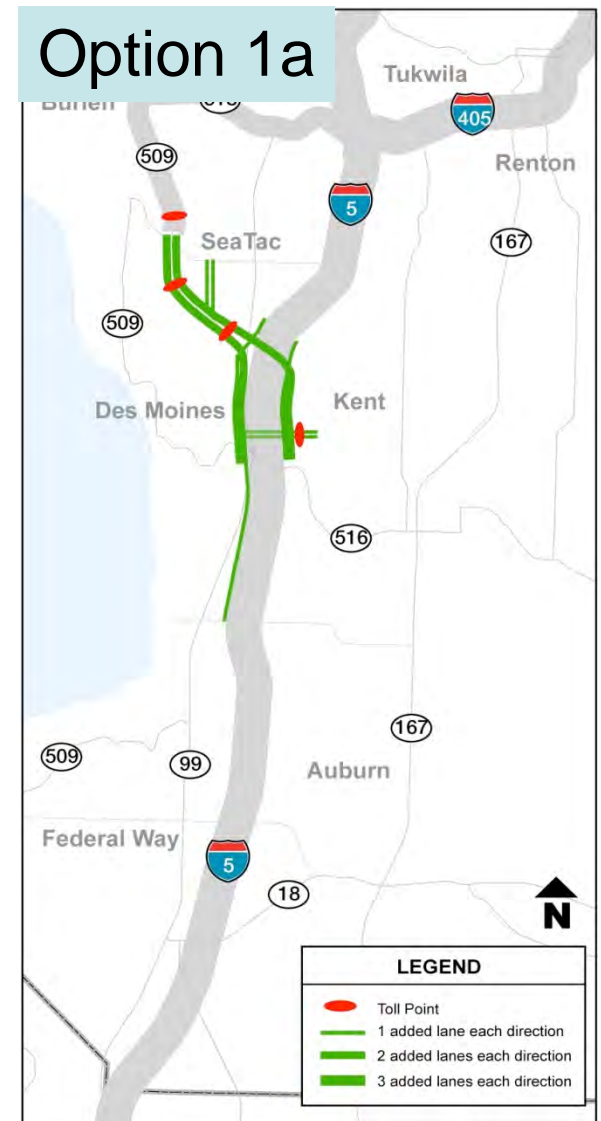 Option 1a
Tukwila
Burien
518
405
509
Renton
5
SeaTac
167
509
Des Moines
Kent
516
167
509
99
Auburn
Federal Way
5
18
N
LEGEND
Toll Point
1 added lane each direction
2 added lanes each direction
3 added lanes each direction